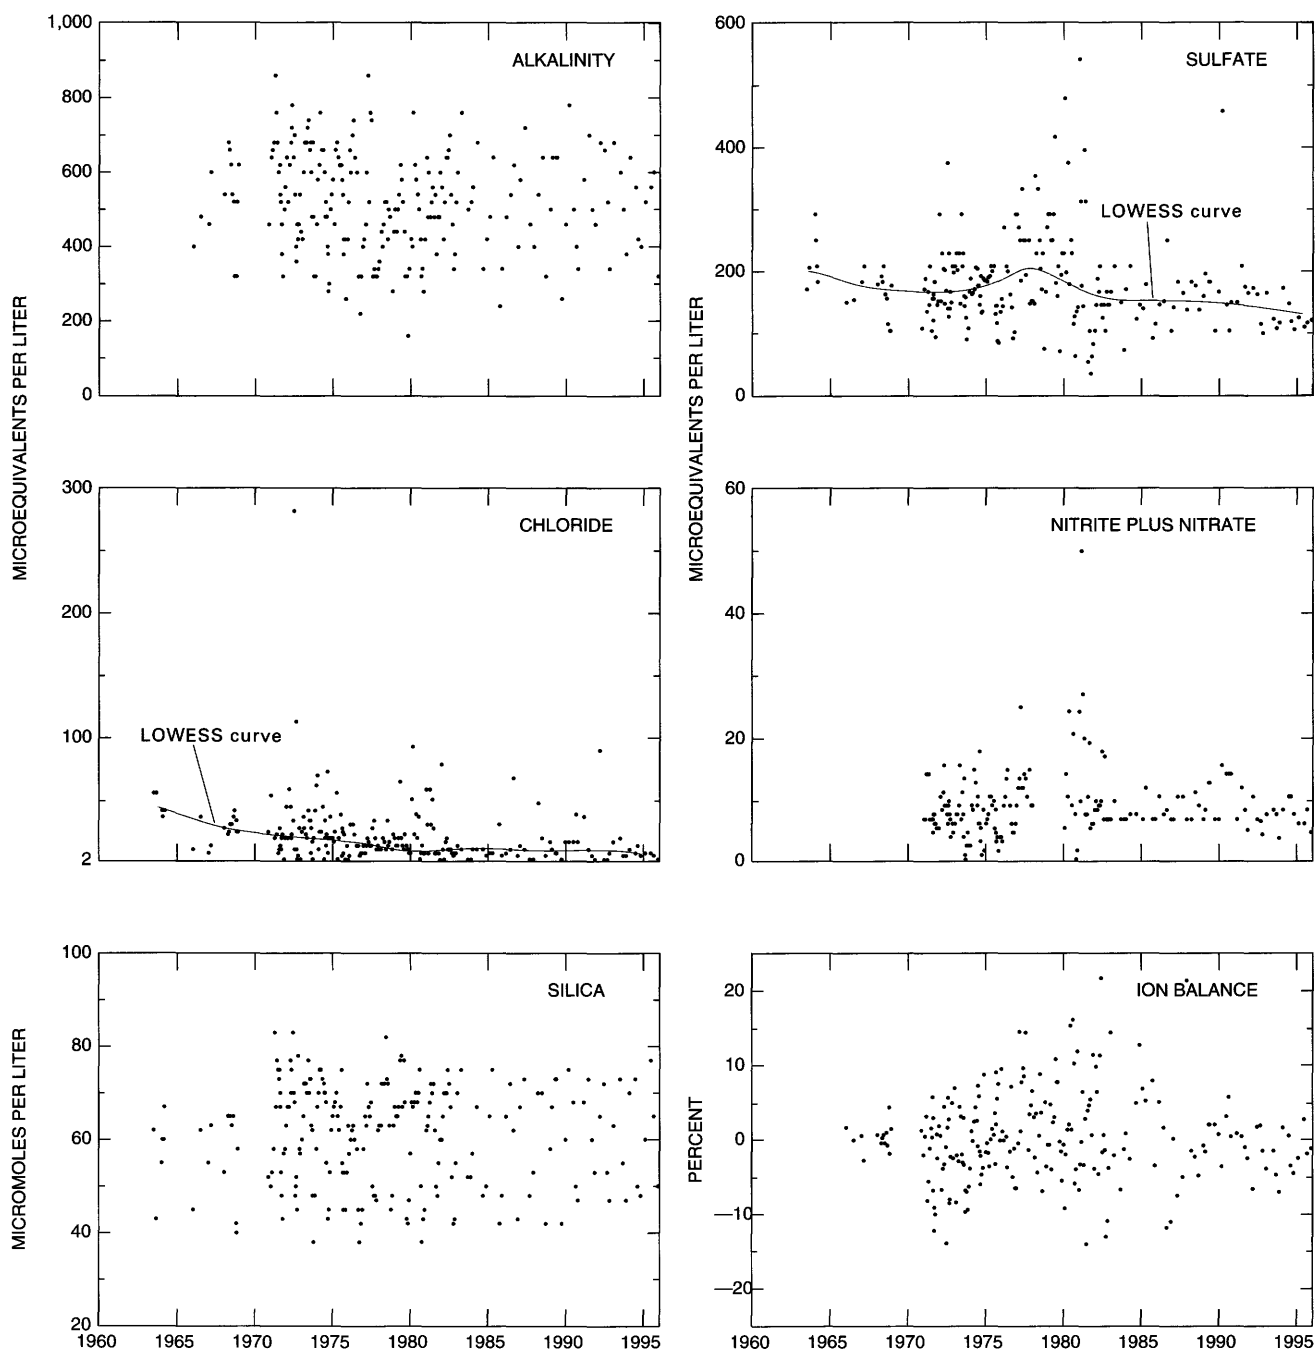 1,000
800
600
400
200
0
ALKALINITY
MICROEQUIVALENTS PER LITER
600
400
200
0
SULFATE
LOWESS curve
MICROEQUIVALENTS PER LITER
300
200
100
2
CHLORIDE
LOWESS curve
60
40
20
0
NITRITE PLUS NITRATE
100
80
60
40
20
SILICA
MICROMOLES PER LITER
1960 1965 1970 1975 1980 1985 1990 1995
20
10
0
—10
—20
ION BALANCE
PERCENT
1960 1965 1970 1975 1980 1985 1990 1995